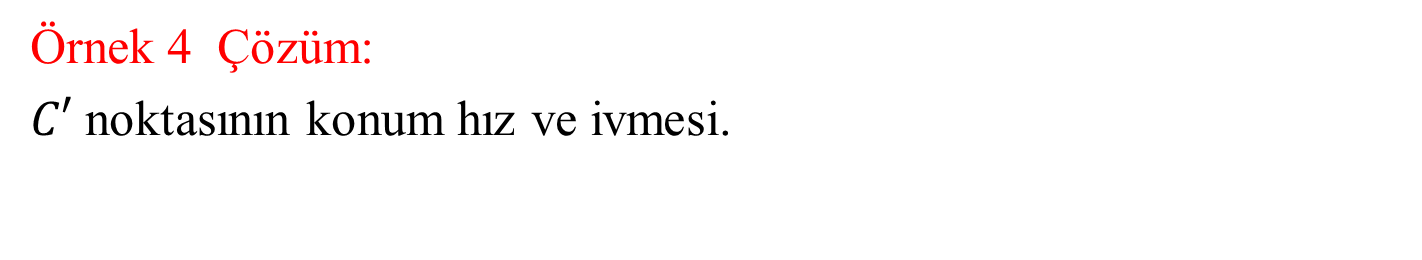 Örnek 4 Çözüm:
C′ noktasının konum hız ve ivmesi.